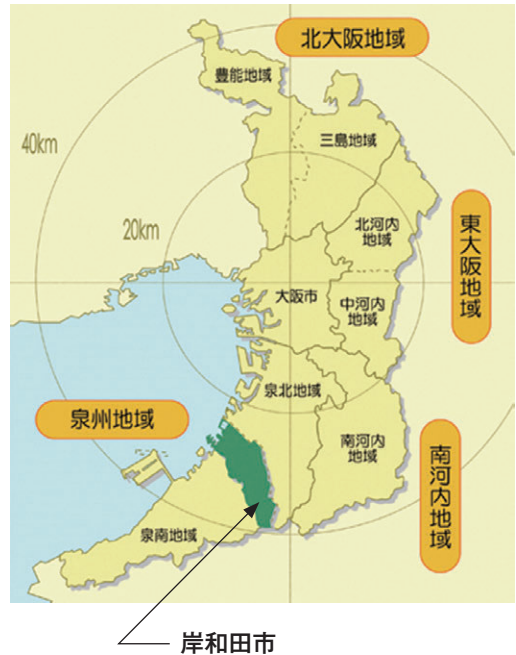 北大阪地域
豊能地域
40km
三島地域
20km
北河内
地域
東大阪地域
大阪市
中河内
地域
泉北地域
泉州地域
南河内
地域
南河内地域
泉南地域
岸和田市